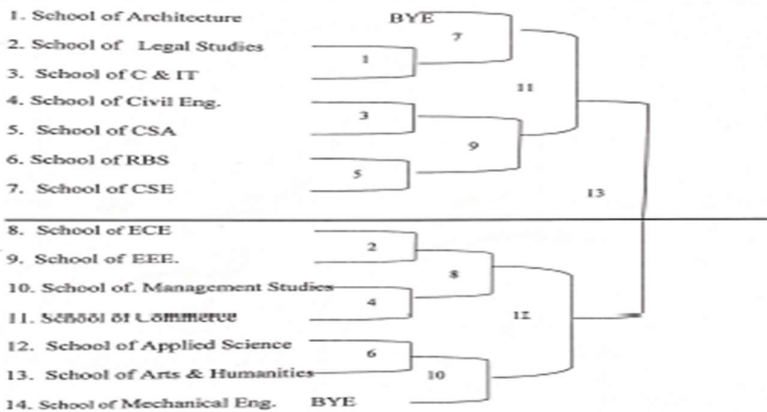 1. School of Architecture BYE
7
2. School of Legal Studies
1
3. School of C & IT
11
4. School of Civil Eng.
3
5. School of CSA
9
6. School of RBS
5
7. School of CSE
13
8. School of ECE
2
9. School of EEE.
8
10. School of. Management Studies
4
11. School of Commerce
12
12. School of Applied Science
6
13. School of Arts & Humanities
10
14. School of Mechanical Eng. BYE